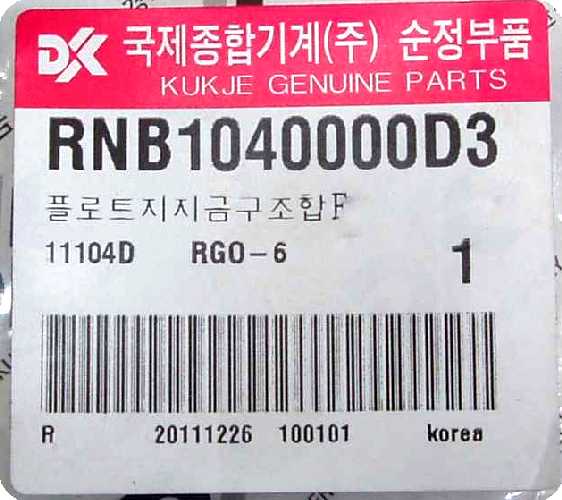 DK 국제종합기계(주) 순정부품
KUKJE GENUINE PARTS
RNB1040000D3
플로트지지금구조합F
11104D RGO-6 1
R 20111226 100101 korea